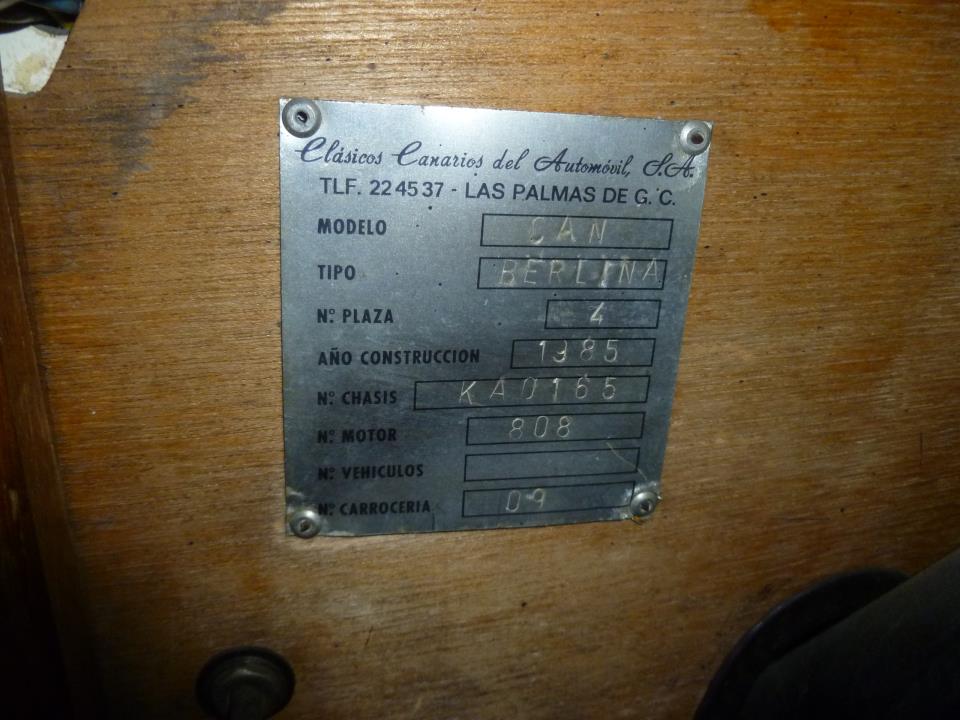 Clásicos Canarios del Automóvil, S.A.
TLF. 22 45 37 - LAS PALMAS DE G. C.
MODELO CAN
TIPO BERLINA
Nº PLAZA 4
AÑO CONSTRUCCION 1985
Nº CHASIS KA0165
Nº MOTOR 808
Nº VEHICULOS
Nº CARROCERIA 09